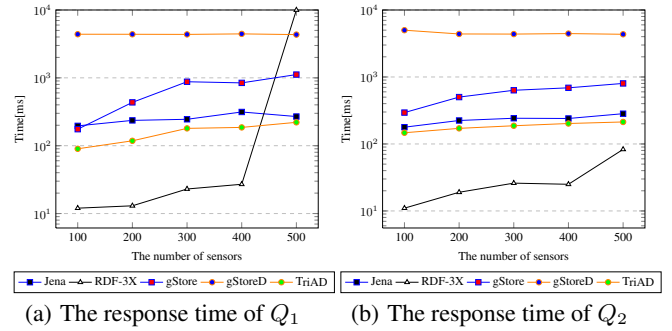 10^4
10^3
10^2
10^1
Time[ms]
100 200 300 400 500
The number of sensors
Jena RDF-3X gStore gStoreD TriAD
(a) The response time of Q_1
10^4
10^3
10^2
10^1
Time[ms]
100 200 300 400 500
The number of sensors
Jena RDF-3X gStore gStoreD TriAD
(b) The response time of Q_2